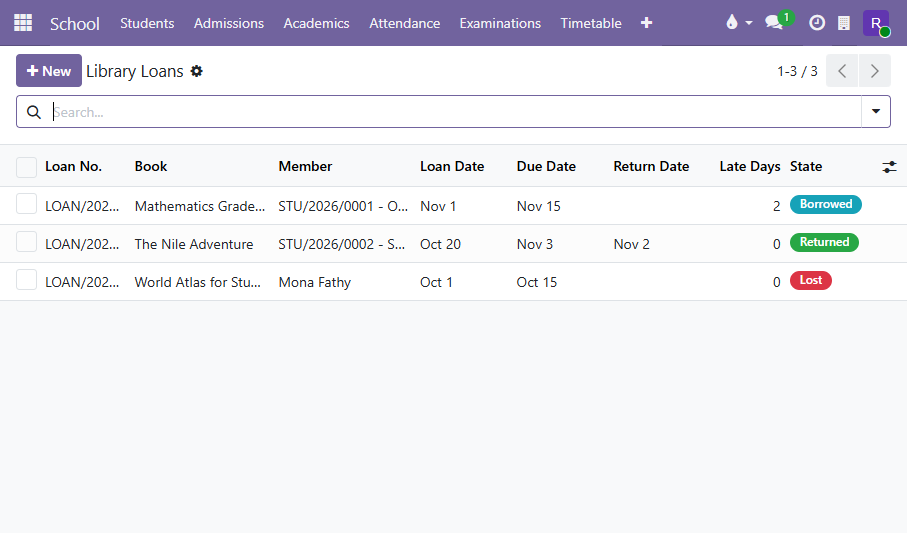 School Students Admissions Academics Attendance Examinations Timetable 1 R
New Library Loans 1-3 / 3
Search...
Loan No. Book Member Loan Date Due Date Return Date Late Days State
LOAN/202... Mathematics Grade... STU/2026/0001 - O... Nov 1 Nov 15 2 Borrowed
LOAN/202... The Nile Adventure STU/2026/0002 - S... Oct 20 Nov 3 Nov 2 0 Returned
LOAN/202... World Atlas for Stu... Mona Fathy Oct 1 Oct 15 0 Lost